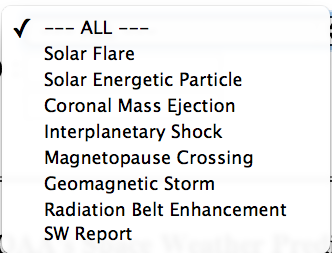 ✓ --- ALL ---
Solar Flare
Solar Energetic Particle
Coronal Mass Ejection
Interplanetary Shock
Magnetopause Crossing
Geomagnetic Storm
Radiation Belt Enhancement
SW Report
Weather